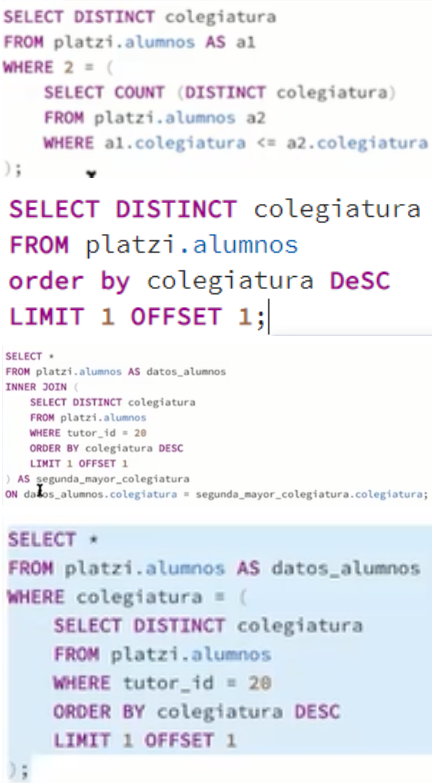 SELECT DISTINCT colegiatura
FROM platzi.alumnos AS a1
WHERE 2 = (
SELECT COUNT (DISTINCT colegiatura)
FROM platzi.alumnos a2
WHERE a1.colegiatura <= a2.colegiatura
);
SELECT DISTINCT colegiatura
FROM platzi.alumnos
order by colegiatura DeSC
LIMIT 1 OFFSET 1;
SELECT *
FROM platzi.alumnos AS datos_alumnos
INNER JOIN (
SELECT DISTINCT colegiatura
FROM platzi.alumnos
WHERE tutor_id = 20
ORDER BY colegiatura DESC
LIMIT 1 OFFSET 1
) AS segunda_mayor_colegiatura
ON datos_alumnos.colegiatura = segunda_mayor_colegiatura.colegiatura;
SELECT *
FROM platzi.alumnos AS datos_alumnos
WHERE colegiatura = (
SELECT DISTINCT colegiatura
FROM platzi.alumnos
WHERE tutor_id = 20
ORDER BY colegiatura DESC
LIMIT 1 OFFSET 1
);